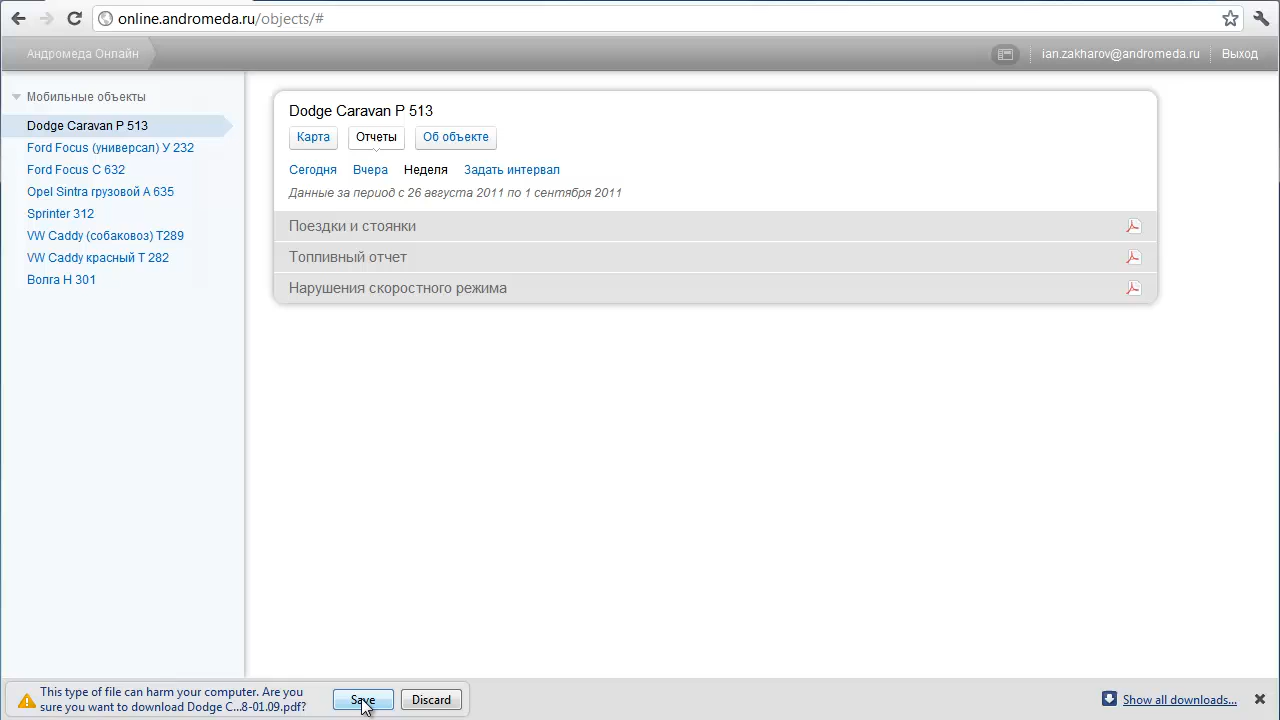 online.andromeda.ru/objects/#
Андромеда Онлайн
ian.zakharov@andromeda.ru
Выход
Мобильные объекты
Dodge Caravan P 513
Ford Focus (универсал) У 232
Ford Focus С 632
Opel Sintra грузовой А 635
Sprinter 312
VW Caddy (собаковоз) Т289
VW Caddy красный Т 282
Волга Н 301
Dodge Caravan P 513
Карта Отчеты Об объекте
Сегодня Вчера Неделя Задать интервал
Данные за период с 26 августа 2011 по 1 сентября 2011
Поездки и стоянки
Топливный отчет
Нарушения скоростного режима
This type of file can harm your computer. Are you
sure you want to download Dodge C...8-01.09.pdf?
Save
Discard
Show all downloads...